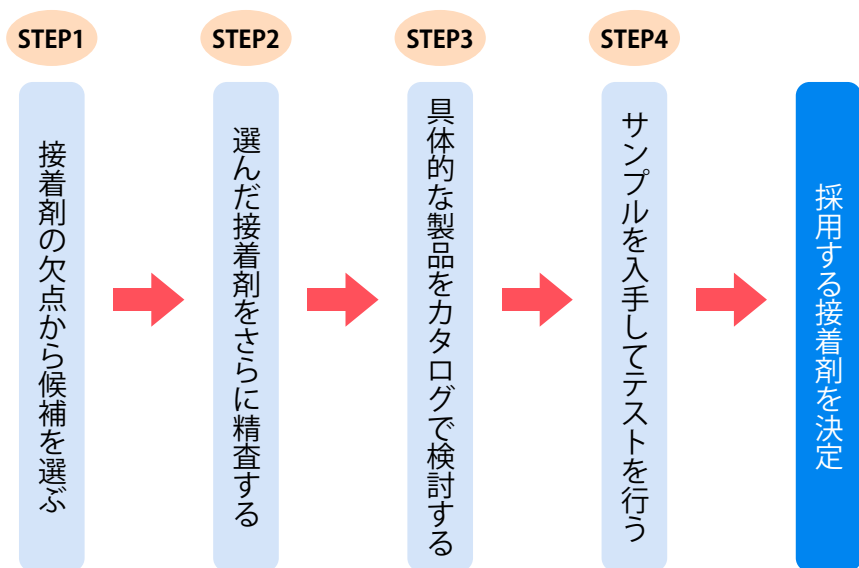 STEP1
接着剤の欠点から候補を選ぶ
STEP2
選んだ接着剤をさらに精査する
STEP3
具体的な製品をカタログで検討する
STEP4
サンプルを入手してテストを行う
採用する接着剤を決定